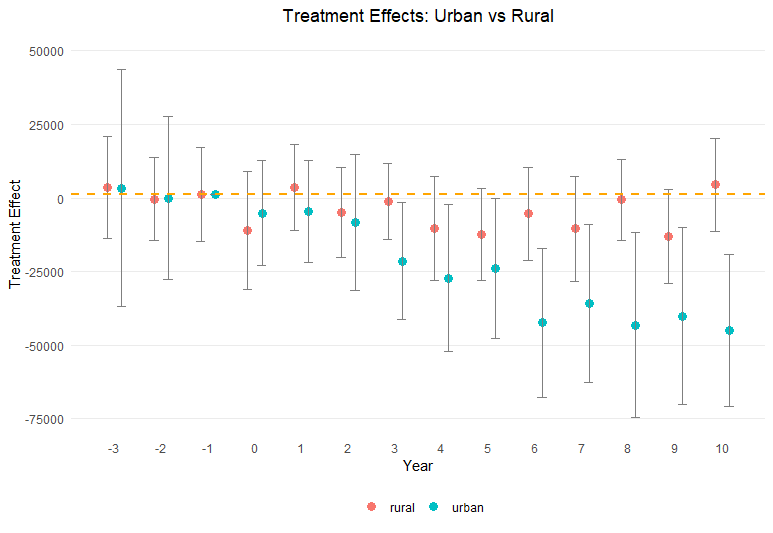 Treatment Effects: Urban vs Rural
50000
25000
0
-25000
-50000
-75000
Treatment Effect
-3 -2 -1 0 1 2 3 4 5 6 7 8 9 10
Year
rural urban